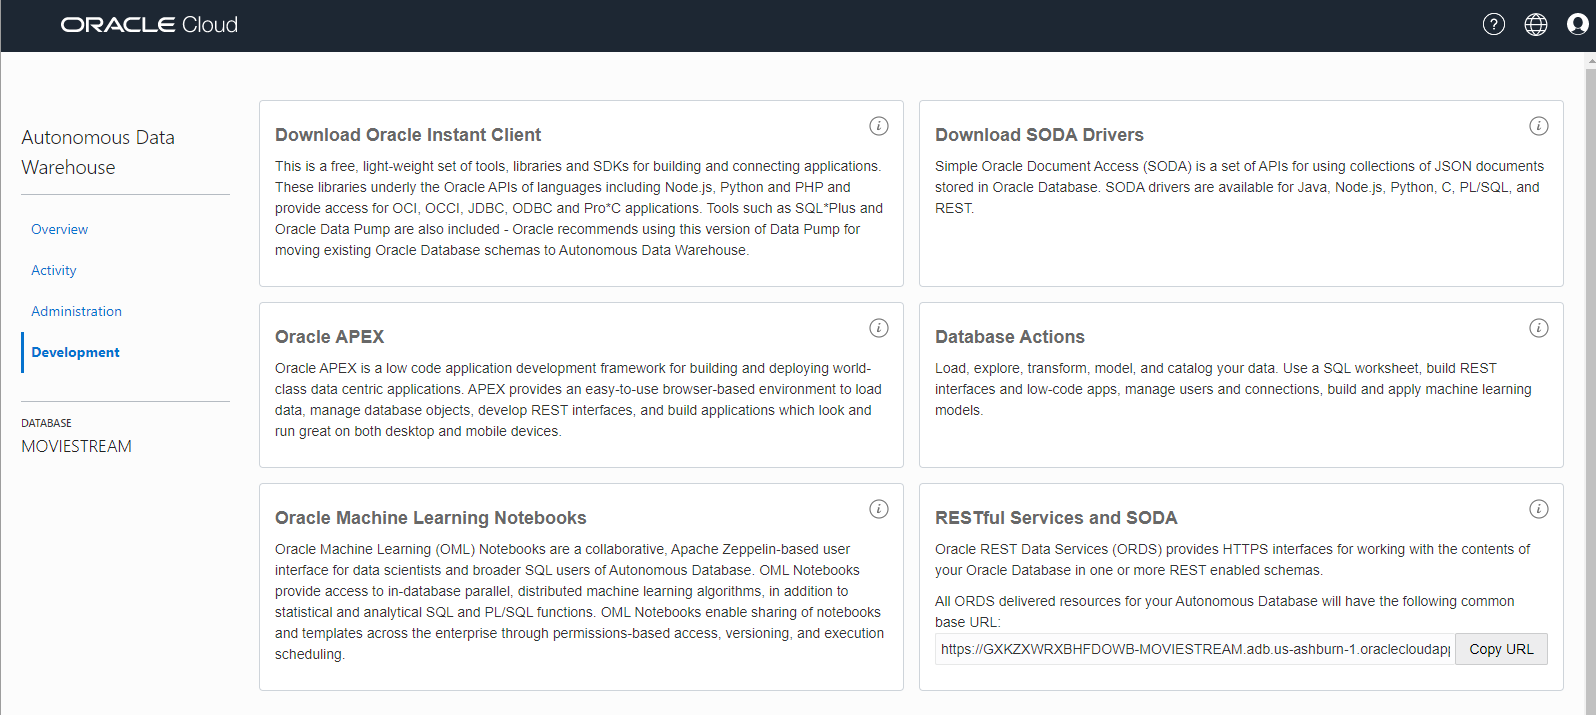 ORACLE Cloud
Autonomous Data
Warehouse
Overview
Activity
Administration
Development
DATABASE
MOVIESTREAM
Download Oracle Instant Client
This is a free, light-weight set of tools, libraries and SDKs for building and connecting applications.
These libraries underly the Oracle APIs of languages including Node.js, Python and PHP and
provide access for OCI, OCCI, JDBC, ODBC and Pro*C applications. Tools such as SQL*Plus and
Oracle Data Pump are also included - Oracle recommends using this version of Data Pump for
moving existing Oracle Database schemas to Autonomous Data Warehouse.
Download SODA Drivers
Simple Oracle Document Access (SODA) is a set of APIs for using collections of JSON documents
stored in Oracle Database. SODA drivers are available for Java, Node.js, Python, C, PL/SQL, and
REST.
Oracle APEX
Oracle APEX is a low code application development framework for building and deploying world-
class data centric applications. APEX provides an easy-to-use browser-based environment to load
data, manage database objects, develop REST interfaces, and build applications which look and
run great on both desktop and mobile devices.
Database Actions
Load, explore, transform, model, and catalog your data. Use a SQL worksheet, build REST
interfaces and low-code apps, manage users and connections, build and apply machine learning
models.
Oracle Machine Learning Notebooks
Oracle Machine Learning (OML) Notebooks are a collaborative, Apache Zeppelin-based user
interface for data scientists and broader SQL users of Autonomous Database. OML Notebooks
provide access to in-database parallel, distributed machine learning algorithms, in addition to
statistical and analytical SQL and PL/SQL functions. OML Notebooks enable sharing of notebooks
and templates across the enterprise through permissions-based access, versioning, and execution
scheduling.
RESTful Services and SODA
Oracle REST Data Services (ORDS) provides HTTPS interfaces for working with the contents of
your Oracle Database in one or more REST enabled schemas.
All ORDS delivered resources for your Autonomous Database will have the following common
base URL:
https://GXKZXWRXBHFDOWB-MOVIESTREAM.adb.us-ashburn-1.oraclecloudapp
Copy URL